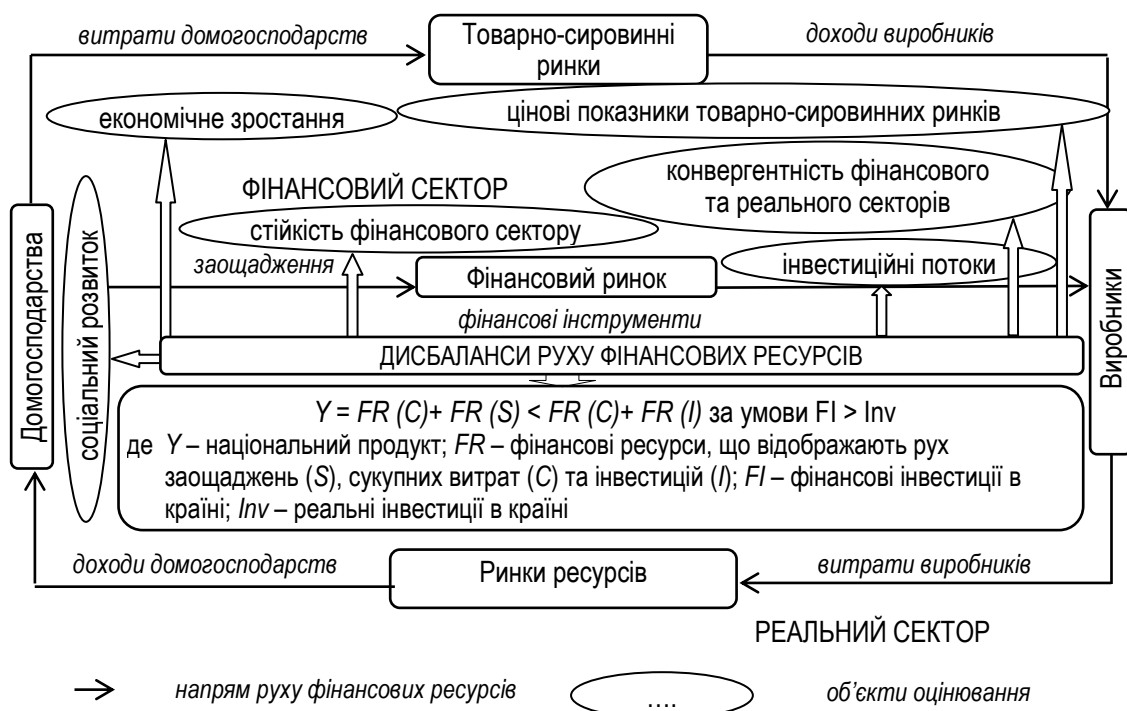 витрати домогосподарств
Товарно-сировинні
ринки
доходи виробників
економічне зростання
цінові показники товарно-сировинних ринків
конвергентність фінансового
та реального секторів
ФІНАНСОВИЙ СЕКТОР
стійкість фінансового сектору
заощадження
Фінансовий ринок
інвестиційні потоки
фінансові інструменти
Домогосподарства
соціальний розвиток
Виробники
ДИСБАЛАНСИ РУХУ ФІНАНСОВИХ РЕСУРСІВ
Y = FR (C)+ FR (S) < FR (C)+ FR (I) за умови FI > Inv
де Y – національний продукт; FR – фінансові ресурси, що відображають рух
заощаджень (S), сукупних витрат (C) та інвестицій (I); FI – фінансові інвестиції в
країні; Inv – реальні інвестиції в країні
доходи домогосподарств
Ринки ресурсів
витрати виробників
РЕАЛЬНИЙ СЕКТОР
напрям руху фінансових ресурсів
....
об’єкти оцінювання